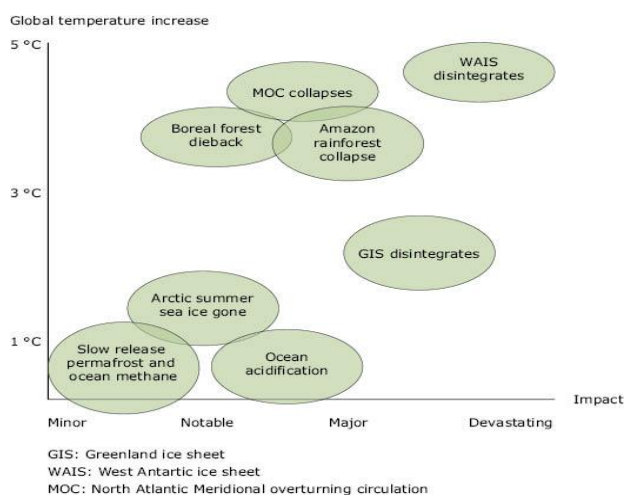 Global temperature increase
5 °C
WAIS
disintegrates
MOC collapses
Boreal forest
dieback
Amazon
rainforest
collapse
3 °C
GIS disintegrates
Arctic summer
sea ice gone
1 °C
Slow release
permafrost and
ocean methane
Ocean
acidification
Impact
Minor
Notable
Major
Devastating
GIS: Greenland ice sheet
WAIS: West Antartic ice sheet
MOC: North Atlantic Meridional overturning circulation